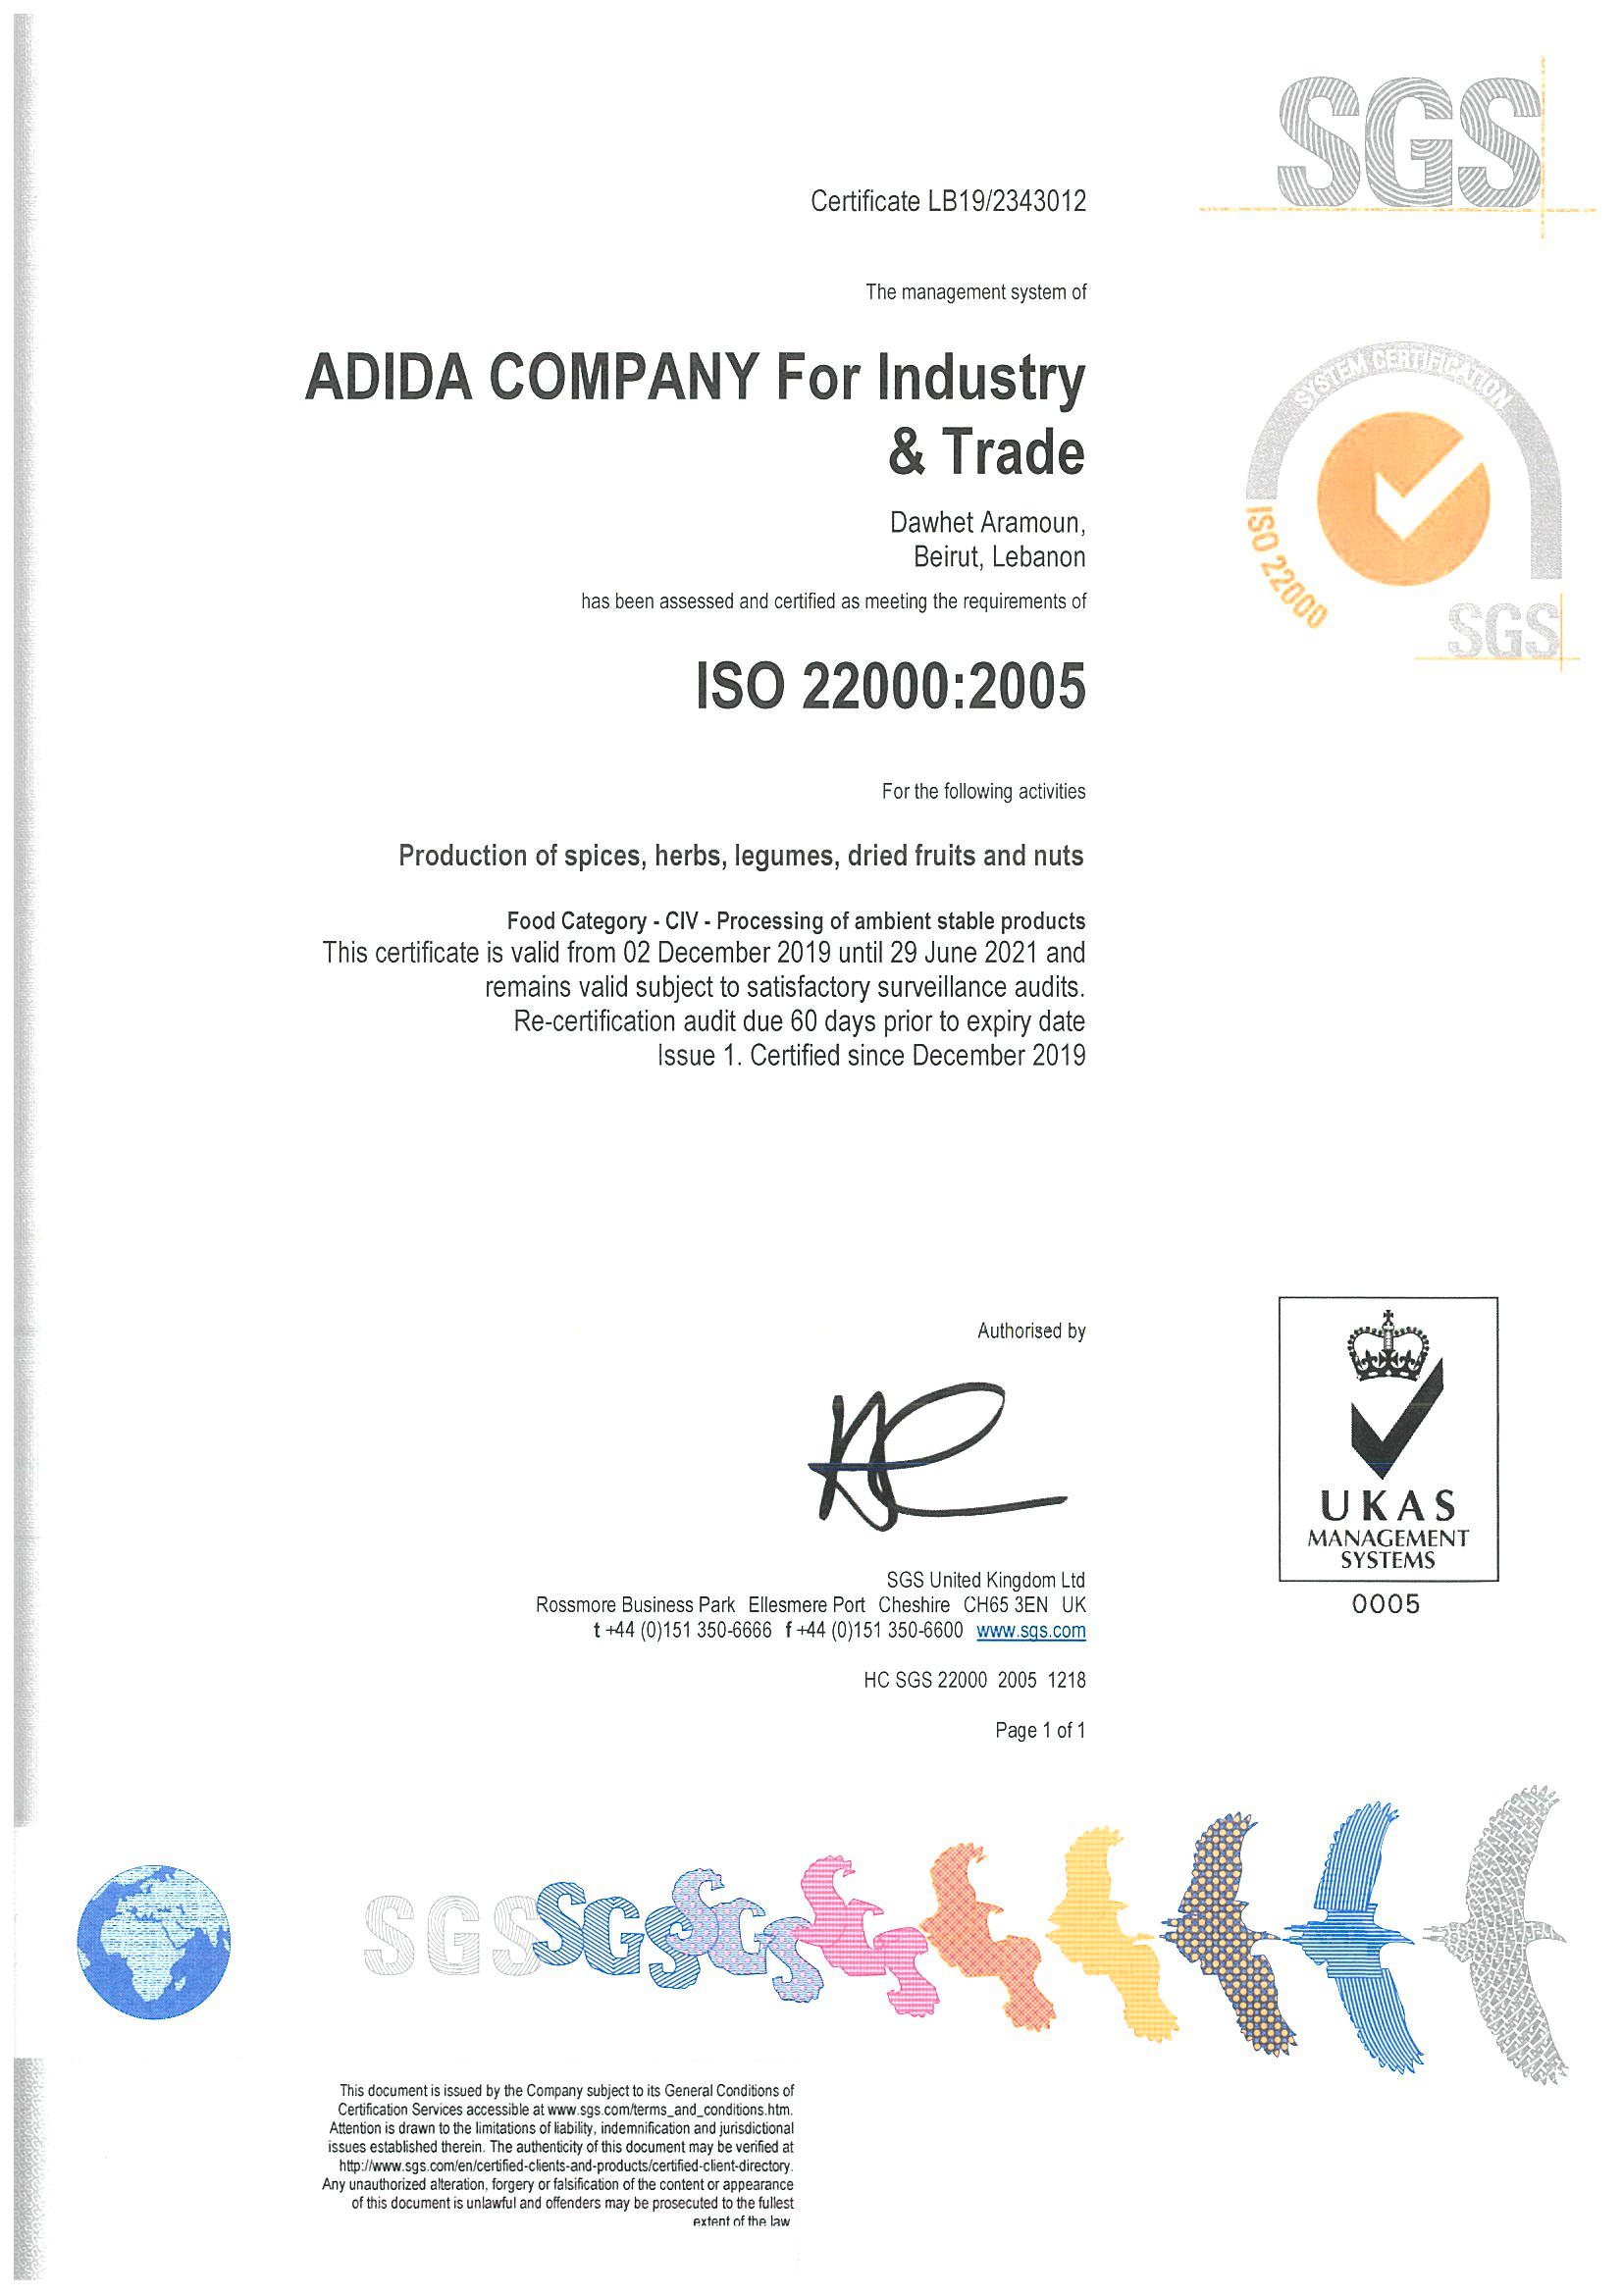 SGS
Certificate LB19/2343012
The management system of
ADIDA COMPANY For Industry
& Trade
Dawhet Aramoun,
Beirut, Lebanon
has been assessed and certified as meeting the requirements of
ISO 22000:2005
SYSTEM CERTIFICATION
ISO 22000
SGS
For the following activities
Production of spices, herbs, legumes, dried fruits and nuts
Food Category - CIV - Processing of ambient stable products
This certificate is valid from 02 December 2019 until 29 June 2021 and
remains valid subject to satisfactory surveillance audits.
Re-certification audit due 60 days prior to expiry date
Issue 1. Certified since December 2019
Authorised by
SGS United Kingdom Ltd
Rossmore Business Park Ellesmere Port Cheshire CH65 3EN UK
t +44 (0)151 350-6666 f +44 (0)151 350-6600 www.sgs.com
HC SGS 22000 2005 1218
Page 1 of 1
UKAS
MANAGEMENT
SYSTEMS
0005
SGS SGS SGS
This document is issued by the Company subject to its General Conditions of
Certification Services accessible at www.sgs.com/terms_and_conditions.htm.
Attention is drawn to the limitations of liability, indemnification and jurisdictional
issues established therein. The authenticity of this document may be verified at
http://www.sgs.com/en/certified-clients-and-products/certified-client-directory.
Any unauthorized alteration, forgery or falsification of the content or appearance
of this document is unlawful and offenders may be prosecuted to the fullest
extent of the law.